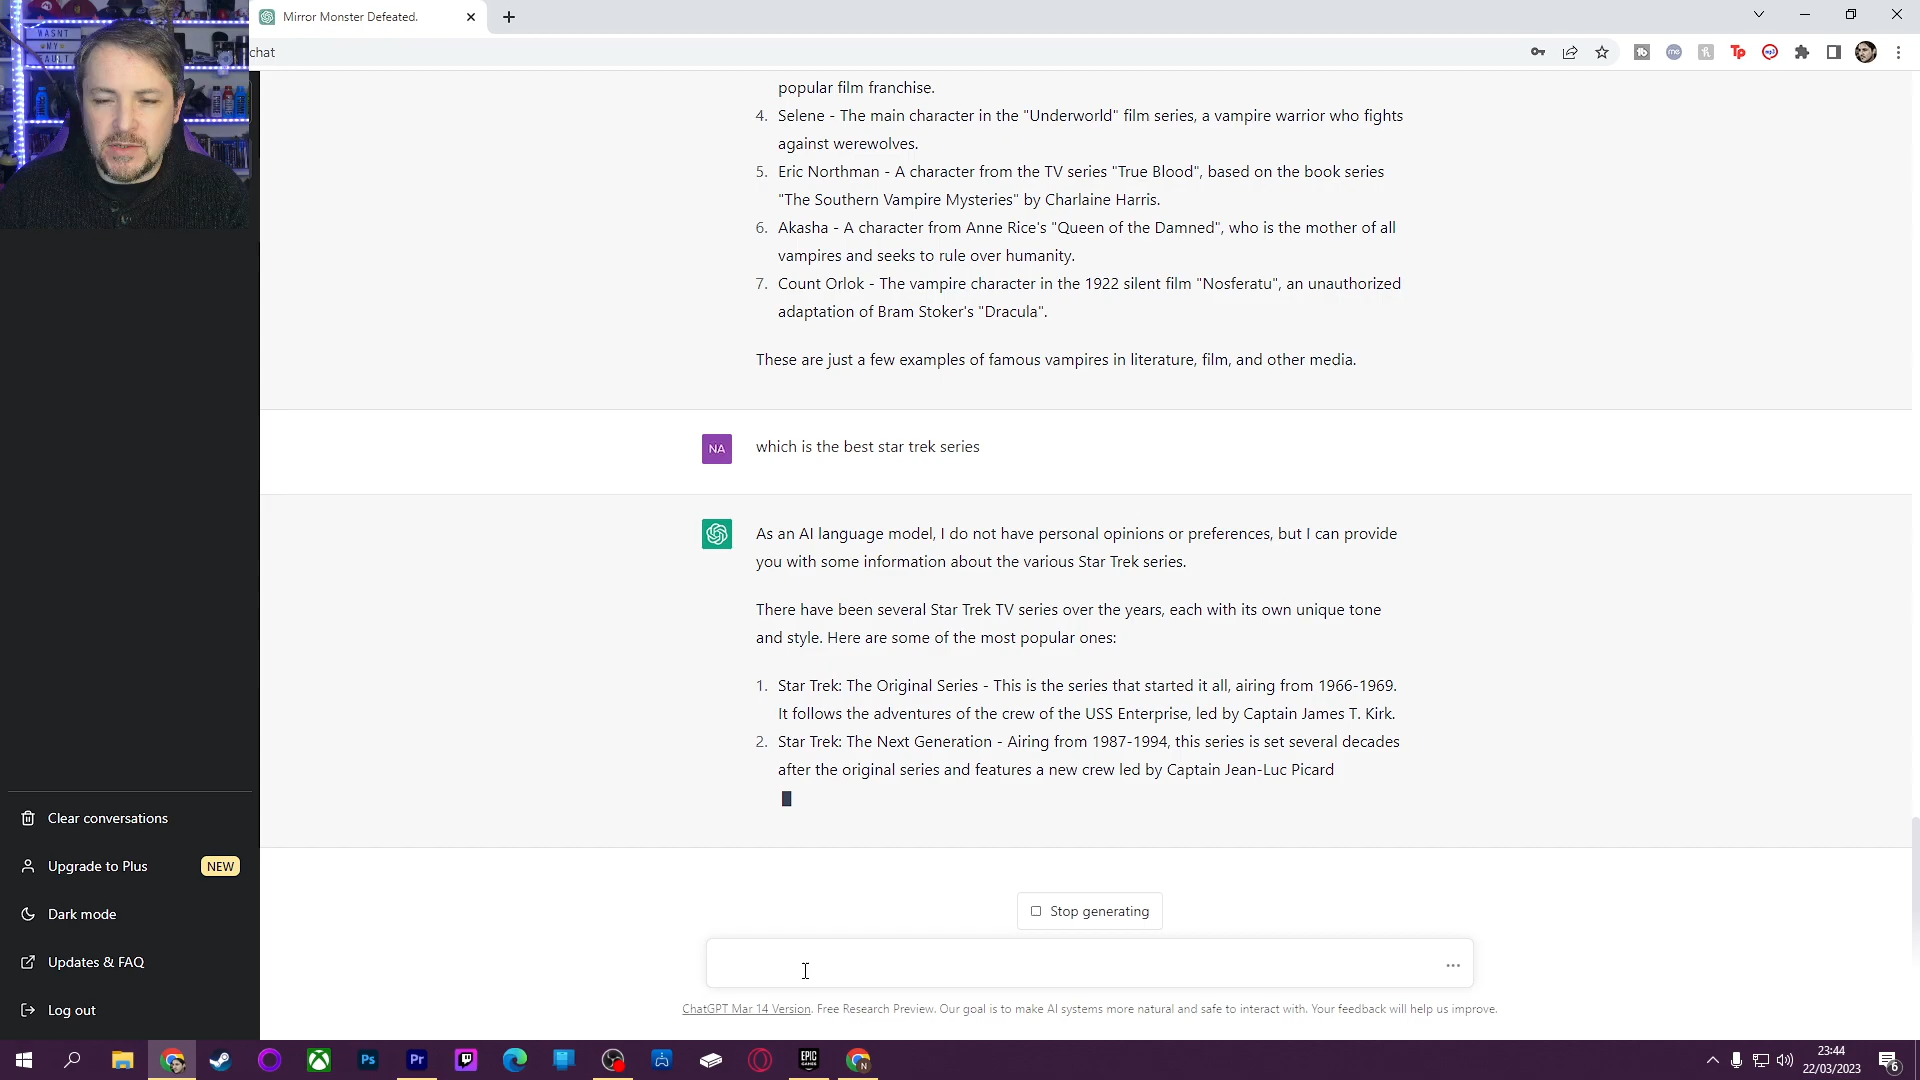 WASNT
MY
FAULT
Mirror Monster Defeated.
chat
popular film franchise.
4. Selene - The main character in the "Underworld" film series, a vampire warrior who fights
against werewolves.
5. Eric Northman - A character from the TV series "True Blood", based on the book series
"The Southern Vampire Mysteries" by Charlaine Harris.
6. Akasha - A character from Anne Rice's "Queen of the Damned", who is the mother of all
vampires and seeks to rule over humanity.
7. Count Orlok - The vampire character in the 1922 silent film "Nosferatu", an unauthorized
adaptation of Bram Stoker's "Dracula".
These are just a few examples of famous vampires in literature, film, and other media.
NA
which is the best star trek series
As an AI language model, I do not have personal opinions or preferences, but I can provide
you with some information about the various Star Trek series.
There have been several Star Trek TV series over the years, each with its own unique tone
and style. Here are some of the most popular ones:
1. Star Trek: The Original Series - This is the series that started it all, airing from 1966-1969.
It follows the adventures of the crew of the USS Enterprise, led by Captain James T. Kirk.
2. Star Trek: The Next Generation - Airing from 1987-1994, this series is set several decades
after the original series and features a new crew led by Captain Jean-Luc Picard
Clear conversations
Upgrade to Plus NEW
Dark mode
Updates & FAQ
Log out
Stop generating
...
ChatGPT Mar 14 Version. Free Research Preview. Our goal is to make AI systems more natural and safe to interact with. Your feedback will help us improve.
Ps
Pr
EPIC
GAMES
N
23:44
22/03/2023
6